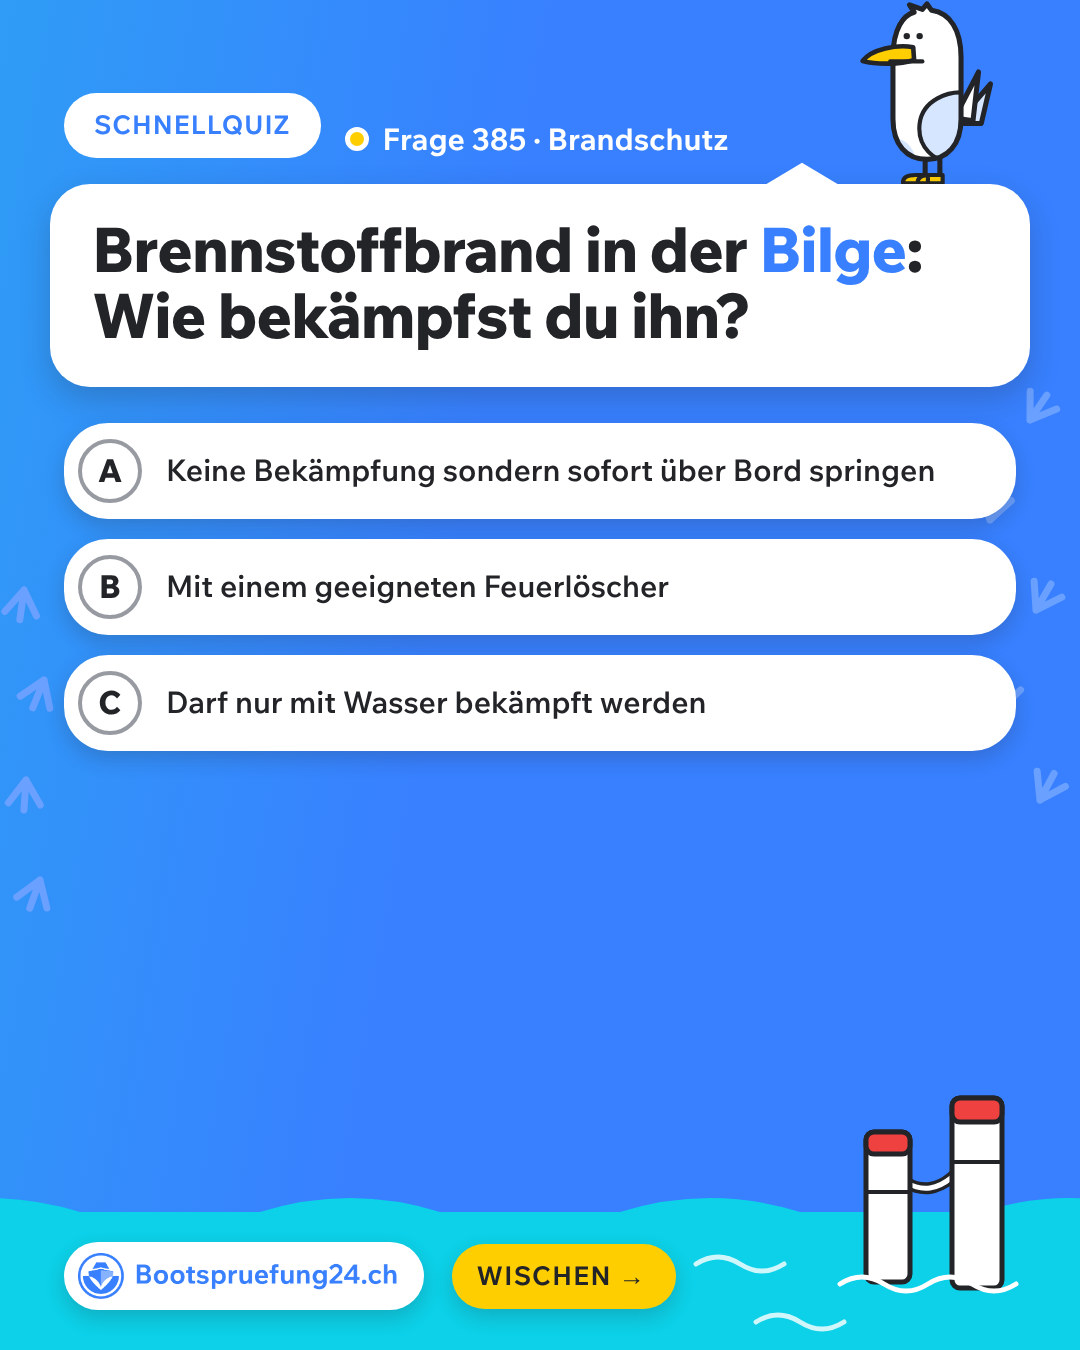 SCHNELLQUIZ
Frage 385 · Brandschutz
Brennstoffbrand in der Bilge:
Wie bekämpfst du ihn?
A Keine Bekämpfung sondern sofort über Bord springen
B Mit einem geeigneten Feuerlöscher
C Darf nur mit Wasser bekämpft werden
Bootspruefung24.ch
WISCHEN →